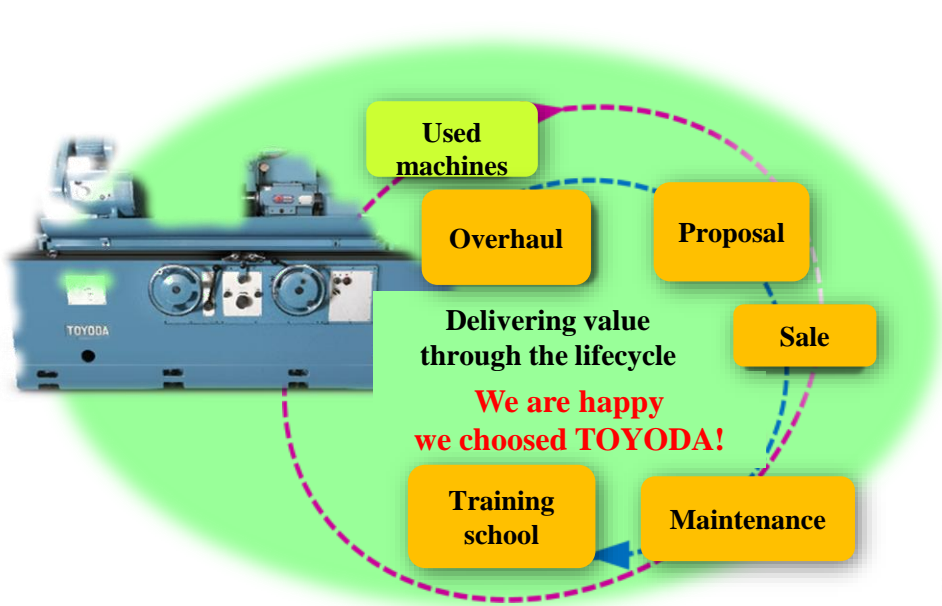 Used
machines
Overhaul
Proposal
TOYODA
Delivering value
through the lifecycle
Sale
We are happy
we choosed TOYODA!
Training
school
Maintenance